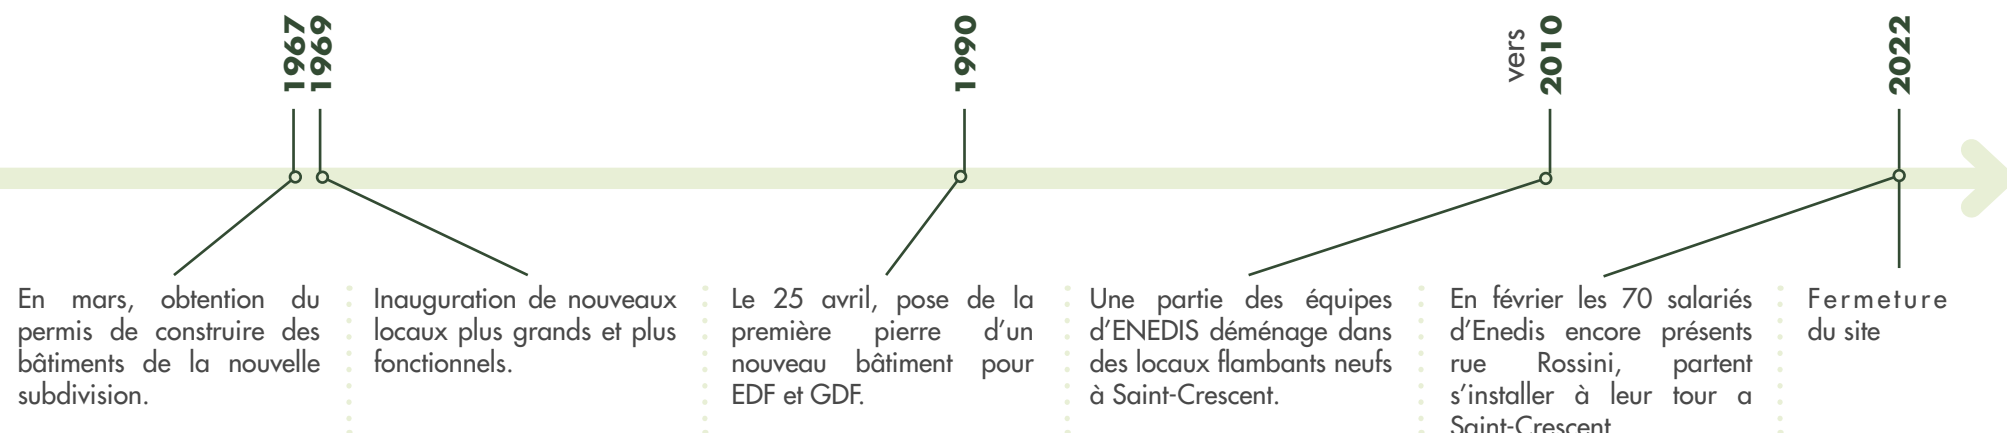 1967
1969
1990
vers
2010
2022
En mars, obtention du
permis de construire des
bâtiments de la nouvelle
subdivision.
Inauguration de nouveaux
locaux plus grands et plus
fonctionnels.
Le 25 avril, pose de la
première pierre d'un
nouveau bâtiment pour
EDF et GDF.
Une partie des équipes
d'ENEDIS déménage dans
des locaux flambants neufs
à Saint-Crescent.
En février les 70 salariés
d'Enedis encore présents
rue Rossini, partent
s'installer à leur tour a
Saint-Crescent
Fermeture
du site